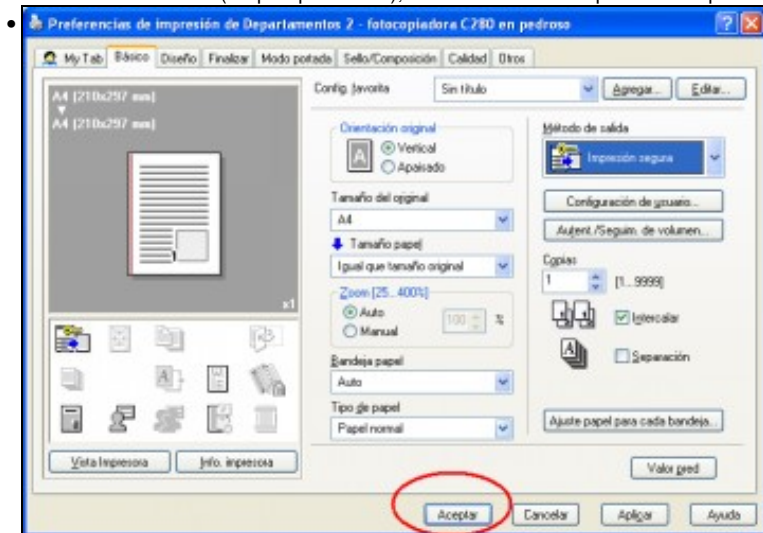 Preferencias de impresión de Departamentos 2 - fotocopiadora C280 en pedroso
My Tab Básico Diseño Finalizar Modo portada Sello/Composición Calidad Otros
A4 [210x297 mm]
A4 [210x297 mm]
x1
Vista Impresora Info. impresora
Config. favorita Sin título Agregar... Editar...
Orientación original
A
Vertical
Apaisado
Tamaño del original
A4
Tamaño papel
Igual que tamaño original
Zoom [25...400%]
Auto
Manual
100 %
Bandeja papel
Auto
Tipo de papel
Papel normal
Método de salida
Impresión segura
Configuración de usuario...
Autent./Seguim. de volumen...
Copias
1 [1...9999]
Intercalar
Separación
Ajuste papel para cada bandeja...
Valor pred
Aceptar Cancelar Aplicar Ayuda